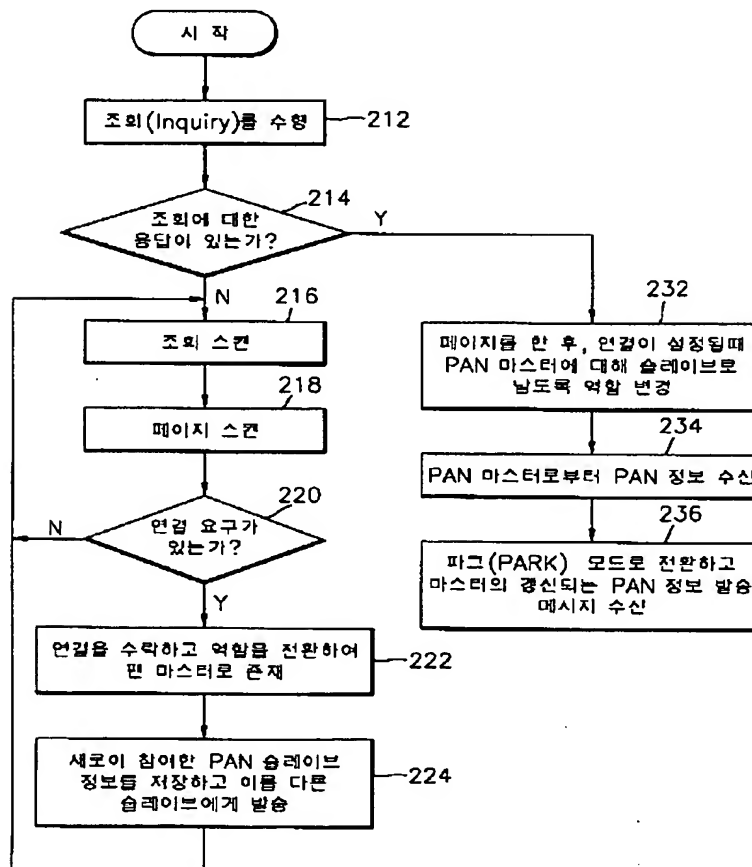 시 작
조회(Inquiry)를 수행
212
214
조회에 대한
응답이 있는가?
Y
N
216
조회 스캔
218
페이지 스캔
220
연결 요구가
있는가?
N
Y
연결을 수락하고 역할을 전환하여
팬 마스터로 존재
222
새로이 참여한 PAN 슬레이브
정보를 저장하고 이를 다른
슬레이브에게 발송
224
232
페이지를 한 후, 연결이 설정될때
PAN 마스터에 대해 슬레이브로
남도록 역할 변경
234
PAN 마스터로부터 PAN 정보 수신
236
파크(PARK) 모드로 전환하고
마스터의 갱신되는 PAN 정보 발송
메시지 수신